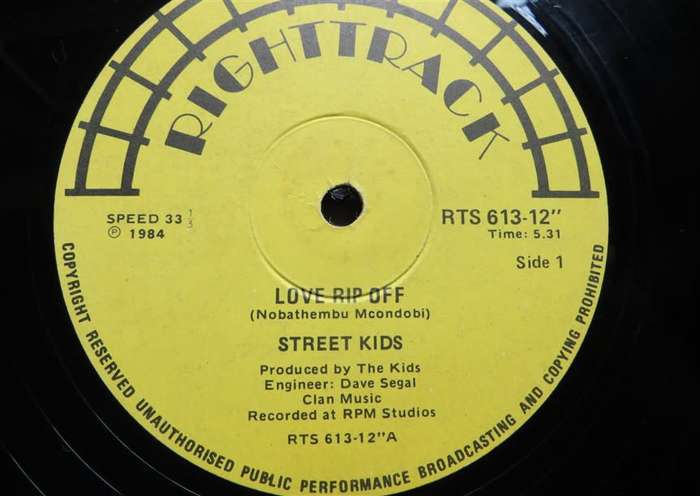 RIGHTTRACK
SPEED 33 1/3
℗ 1984
RTS 613-12"
Time: 5.31
Side 1
LOVE RIP OFF
(Nobathembu Mcondobi)
STREET KIDS
Produced by The Kids
Engineer: Dave Segal
Clan Music
Recorded at RPM Studios
RTS 613-12"A
COPYRIGHT RESERVED UNAUTHORISED PUBLIC PERFORMANCE BROADCASTING AND COPYING PROHIBITED